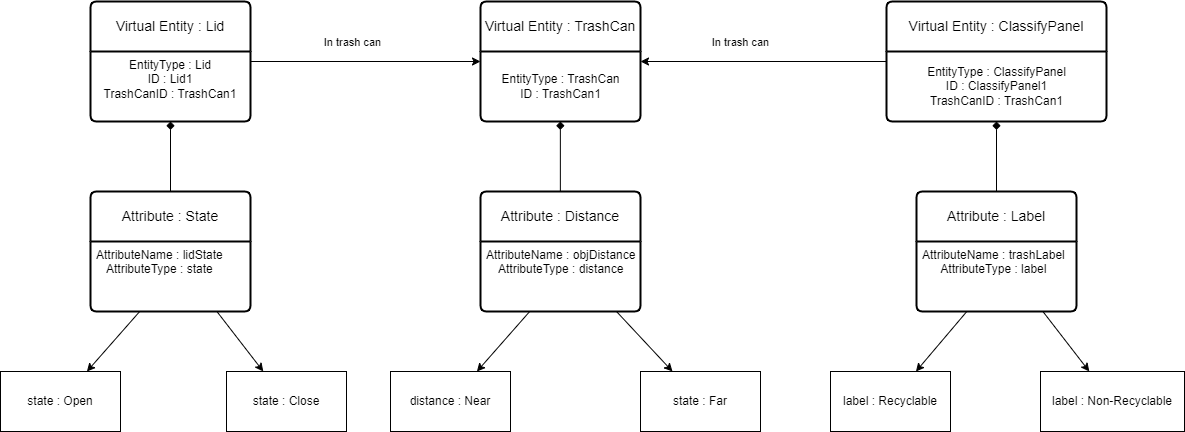 Virtual Entity : Lid
EntityType : Lid
ID : Lid1
TrashCanID : TrashCan1
In trash can
Virtual Entity : TrashCan
EntityType : TrashCan
ID : TrashCan1
In trash can
Virtual Entity : ClassifyPanel
EntityType : ClassifyPanel
ID : ClassifyPanel1
TrashCanID : TrashCan1
Attribute : State
AttributeName : lidState
AttributeType : state
Attribute : Distance
AttributeName : objDistance
AttributeType : distance
Attribute : Label
AttributeName : trashLabel
AttributeType : label
state : Open
state : Close
distance : Near
state : Far
label : Recyclable
label : Non-Recyclable